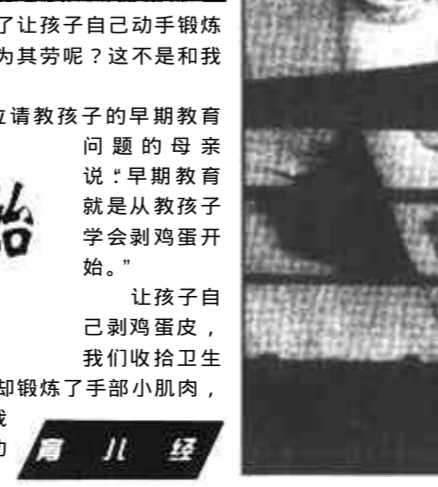 了让孩子自己动手锻炼
为其劳呢？这不是和我
位请教孩子的早期教育
问题的母亲
说“早期教育
就是从教孩子
学会剥鸡蛋开
始。”
让孩子自
己剥鸡蛋皮，
我们收拾卫生
却锻炼了手部小肌肉，
育儿经